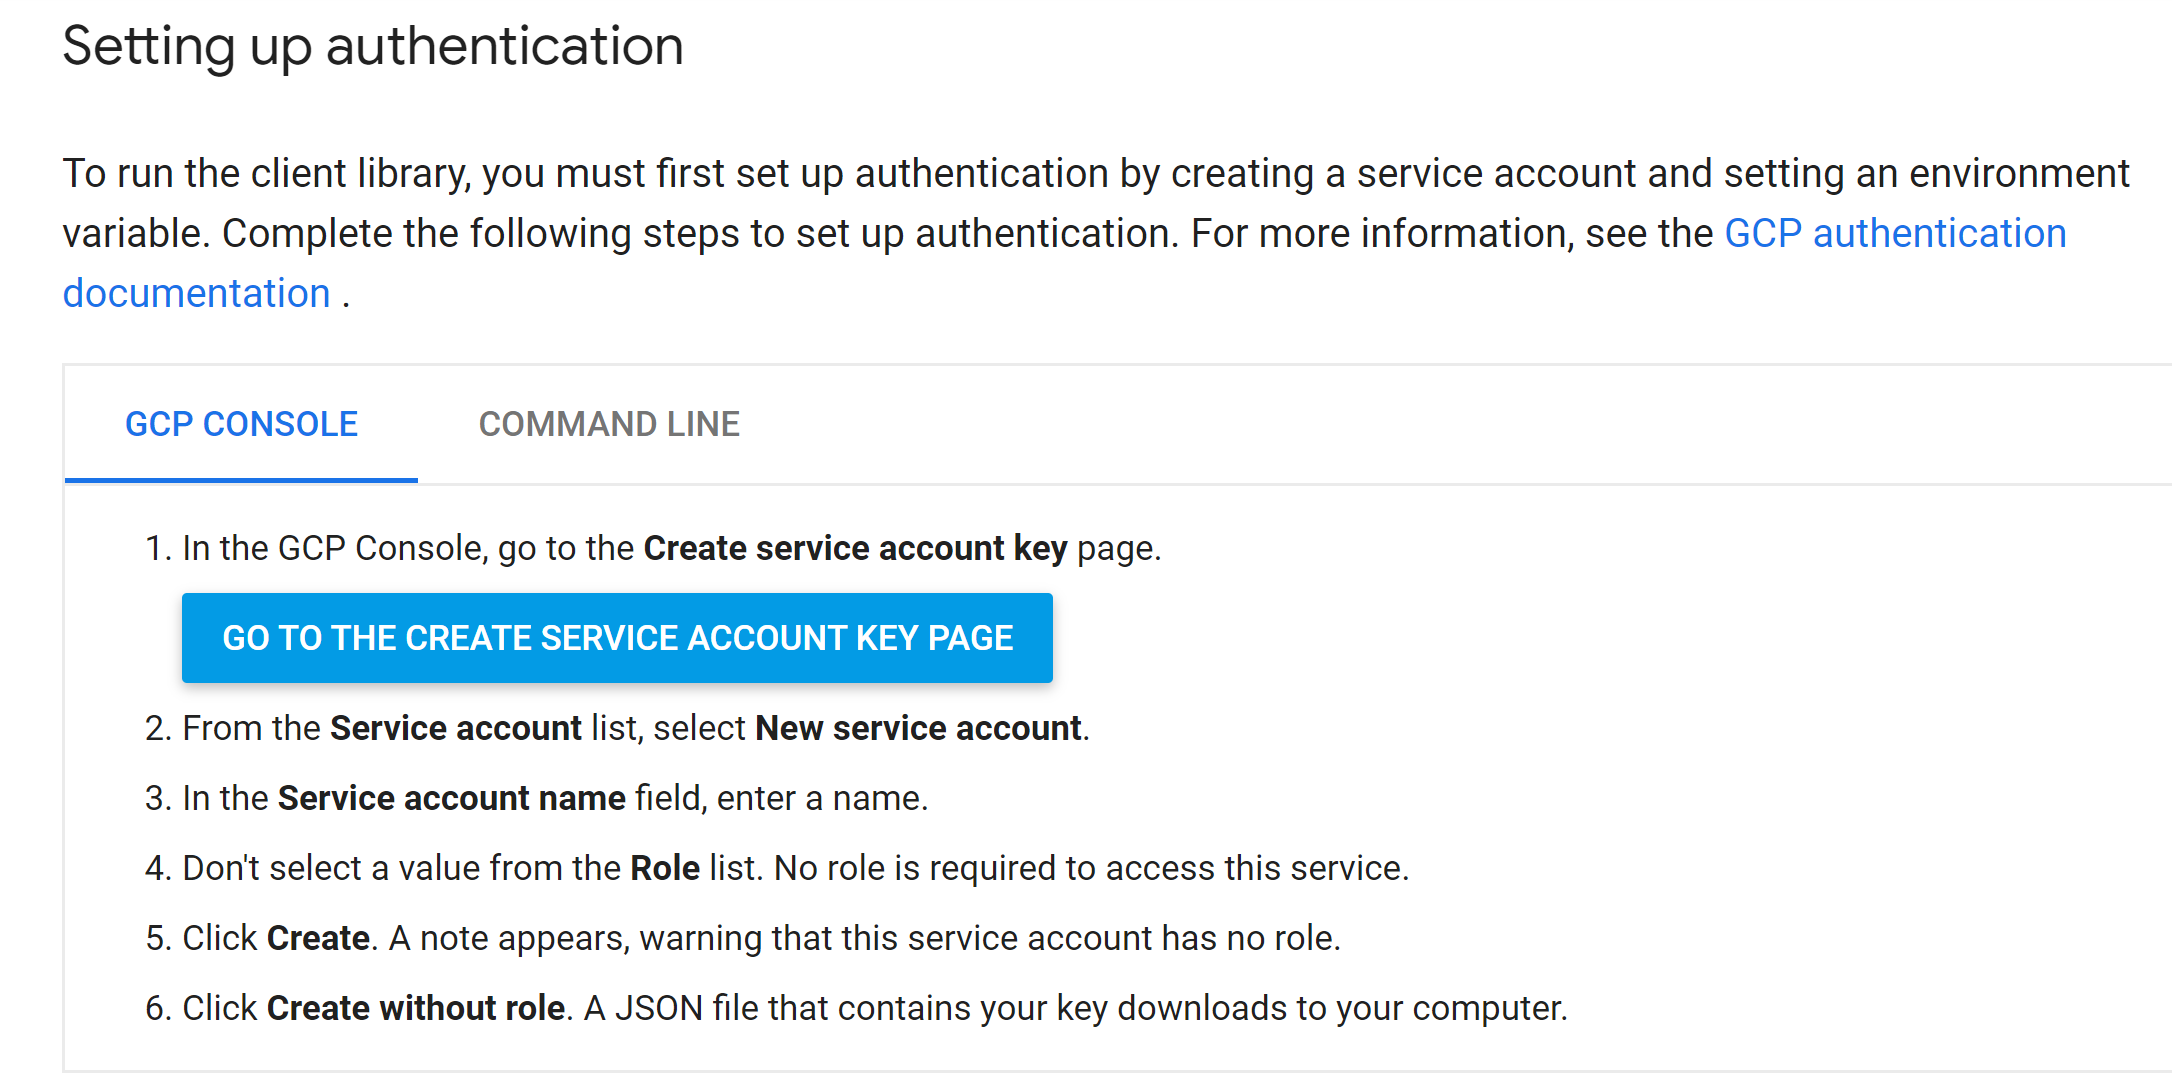 Setting up authentication
To run the client library, you must first set up authentication by creating a service account and setting an environment
variable. Complete the following steps to set up authentication. For more information, see the GCP authentication
documentation .
GCP CONSOLE COMMAND LINE
1. In the GCP Console, go to the Create service account key page.
GO TO THE CREATE SERVICE ACCOUNT KEY PAGE
2. From the Service account list, select New service account.
3. In the Service account name field, enter a name.
4. Don't select a value from the Role list. No role is required to access this service.
5. Click Create. A note appears, warning that this service account has no role.
6. Click Create without role. A JSON file that contains your key downloads to your computer.